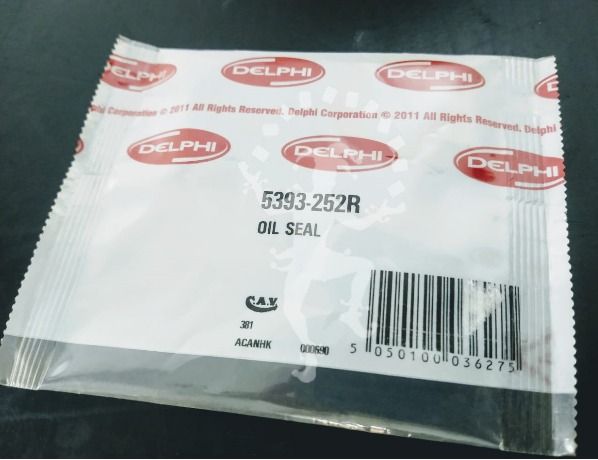 DELPHI DELPHI DELPHI
Delphi Corporation © 2011 All Rights Reserved. Delphi Corporation © 2011 All Rights Reserved. Delphi
DELPHI DELPHI DELPHI
5393-252R
OIL SEAL
C.A.V.
381
ACANHK 000690
5 050100 036275